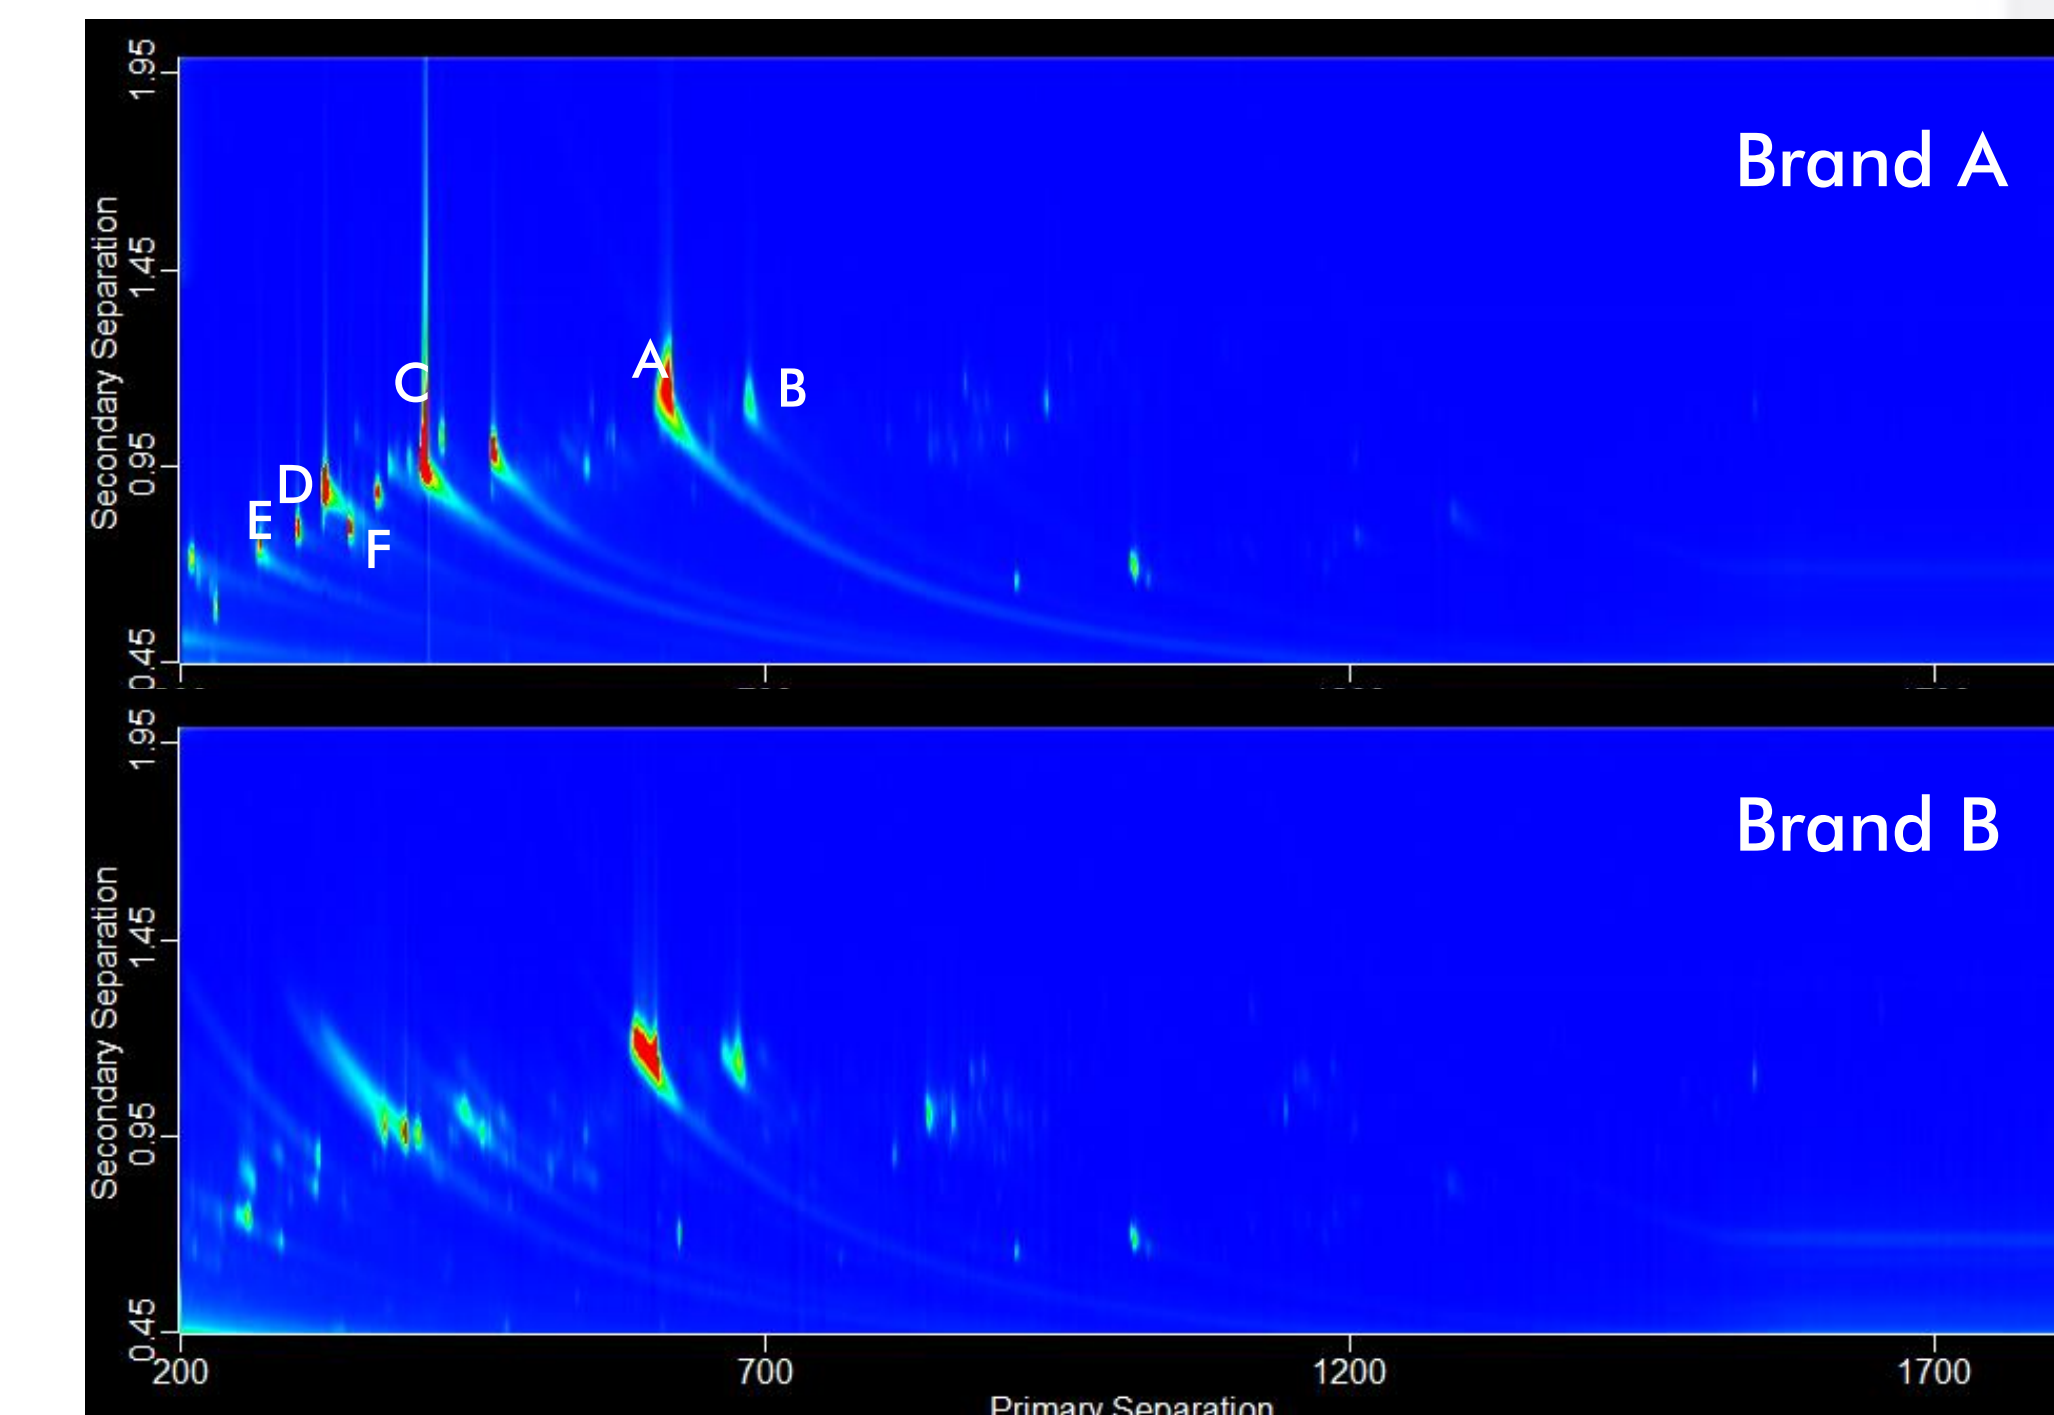 1.95
Brand A
1.45
Secondary Separation
A
C
B
0.95
D
E
F
0.45
1.95
Brand B
1.45
Secondary Separation
0.95
0.45
200 700 1200 1700
Primary Separation